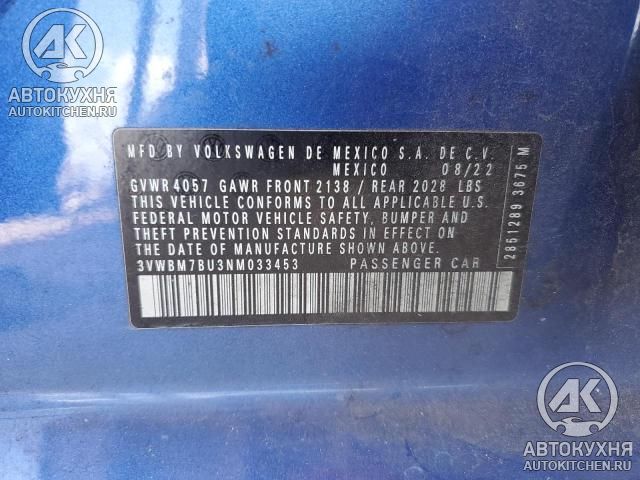 АК
АВТОКУХНЯ
AUTOKITCHEN.RU
MFD BY VOLKSWAGEN DE MEXICO S.A. DE C.V.
MEXICO 08/22
GVWR 4057 GAWR FRONT 2138 / REAR 2028 LBS
THIS VEHICLE CONFORMS TO ALL APPLICABLE U.S.
FEDERAL MOTOR VEHICLE SAFETY, BUMPER AND
THEFT PREVENTION STANDARDS IN EFFECT ON
THE DATE OF MANUFACTURE SHOWN ABOVE.
3VWBM7BU3NM033453 PASSENGER CAR
2851289 3675 M
АК
АВТОКУХНЯ
AUTOKITCHEN.RU